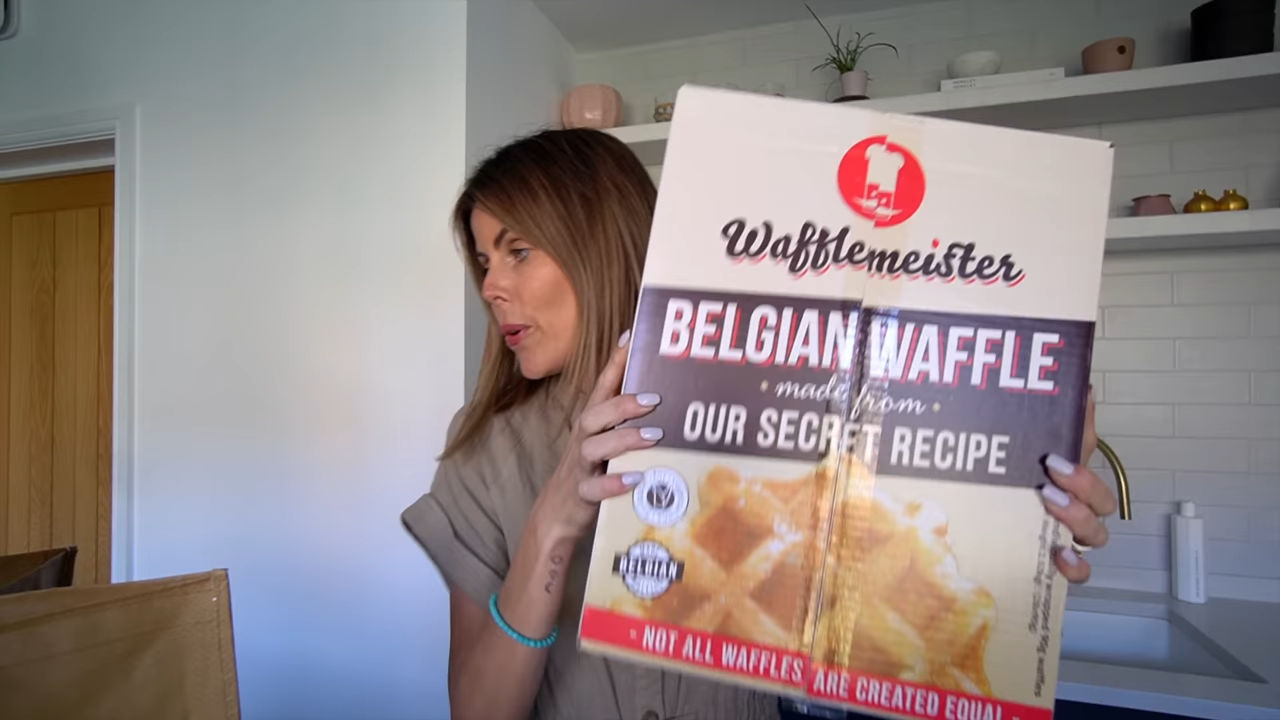 Wafflemeister
BELGIAN WAFFLE
made from
OUR SECRET RECIPE
BELGIAN
- NOT ALL WAFFLES ARE CREATED EQUAL -